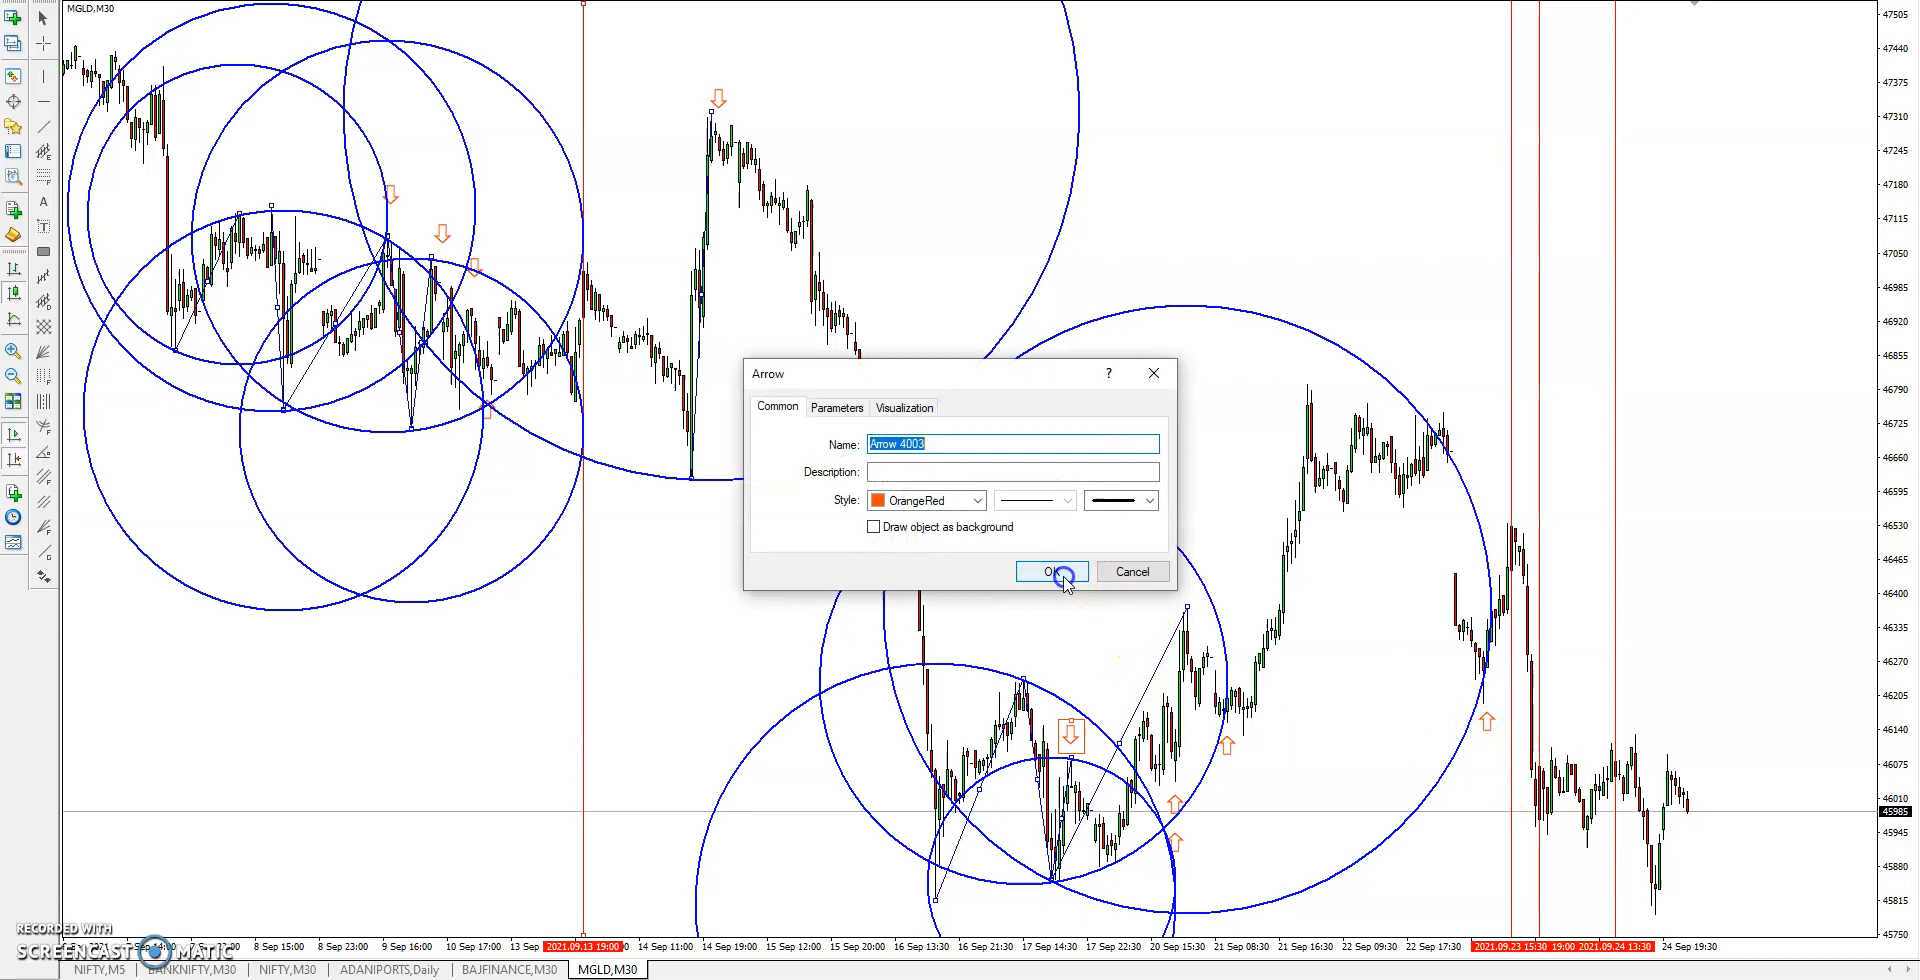 MGLD,M30
47505
47440
47375
47310
47245
47180
47115
47050
46985
46920
46855
46790
46725
46660
46595
46530
46465
46400
46335
46270
46205
46140
46075
46010
45985
45945
45880
45815
45750
Arrow
Common Parameters Visualization
Name: Arrow 4003
Description:
Style: OrangeRed
Draw object as background
OK Cancel
RECORDED WITH
SCREENCAST MATIC
8 Sep 15:00 8 Sep 23:00 9 Sep 16:00 10 Sep 17:00 13 Sep 2021.09.13 19:00 14 Sep 11:00 14 Sep 19:00 15 Sep 12:00 15 Sep 20:00 16 Sep 13:30 16 Sep 21:30 17 Sep 14:30 17 Sep 22:30 20 Sep 15:30 21 Sep 08:30 21 Sep 16:30 22 Sep 09:30 22 Sep 17:30 2021.09.23 15:30 19:00 2021.09.24 13:30 24 Sep 19:30
NIFTY,M5 BANKNIFTY,M30 NIFTY,M30 ADANIPORTS,Daily BAJFINANCE,M30 MGLD,M30